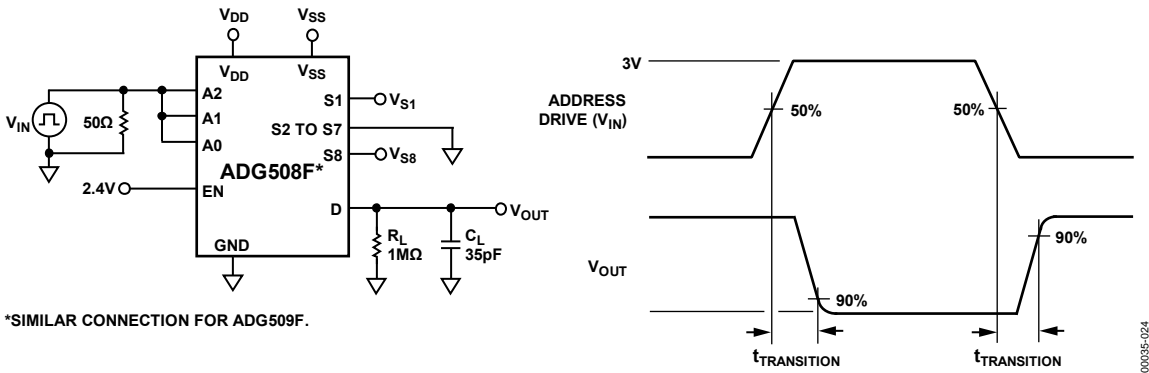 VDD
VSS
VDD
VSS
A2
A1
A0
VIN
50Ω
2.4V
EN
S1
VS1
S2 TO S7
S8
VS8
ADG508F*
D
VOUT
RL
1MΩ
CL
35pF
GND
*SIMILAR CONNECTION FOR ADG509F.
3V
ADDRESS
DRIVE (VIN)
50%
50%
VOUT
90%
90%
tTRANSITION
tTRANSITION
00035-024